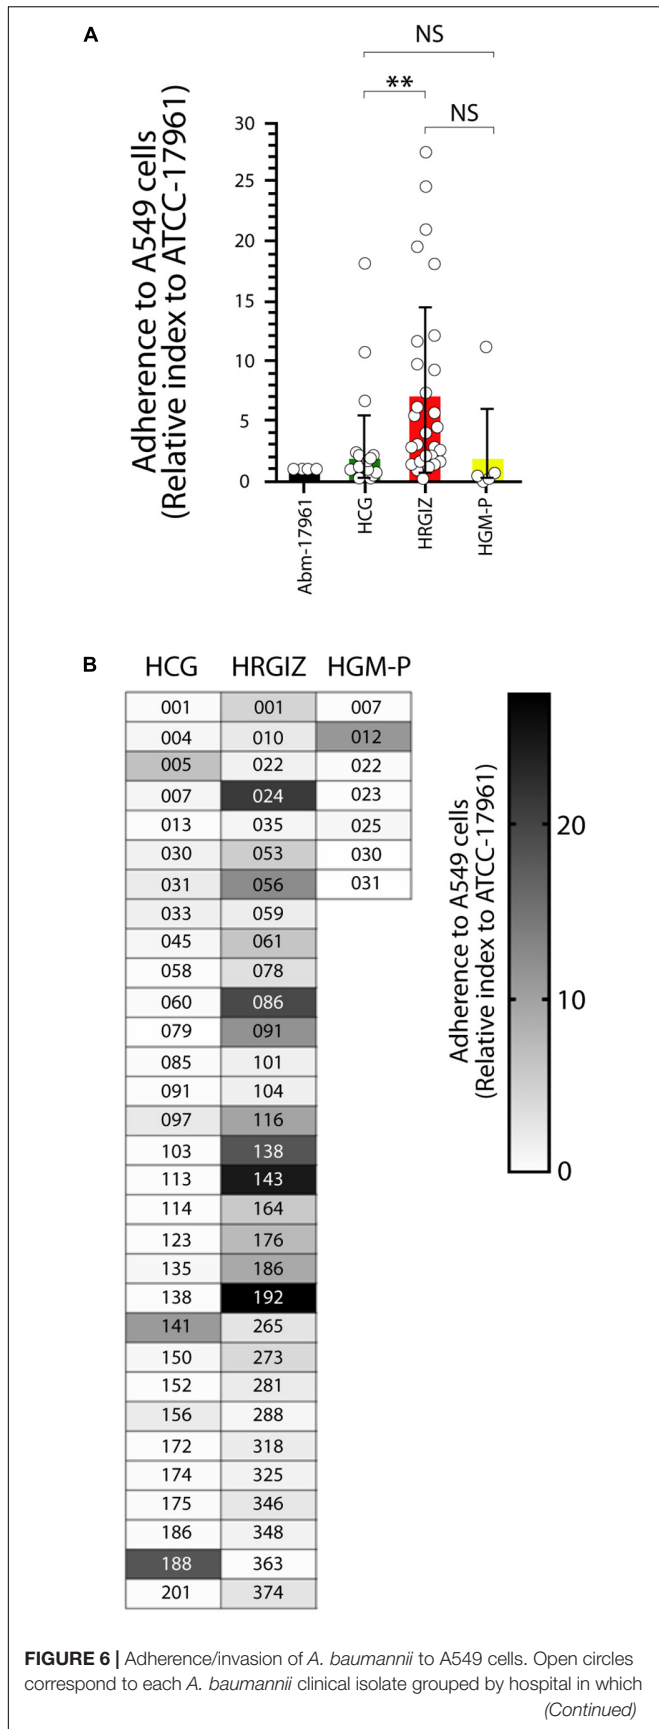 A
NS
**
NS
Adherence to A549 cells
(Relative index to ATCC-17961)
30
25
20
15
10
5
0
Abm-17961
HCG
HRGIZ
HGM-P
B
HCG HRGIZ HGM-P
001 001 007
004 010 012
005 022 022
007 024 023
013 035 025
030 053 030
031 056 031
033 059
045 061
058 078
060 086
079 091
085 101
091 104
097 116
103 138
113 143
114 164
123 176
135 186
138 192
141 265
150 273
152 281
156 288
172 318
174 325
175 346
186 348
188 363
201 374
Adherence to A549 cells
(Relative index to ATCC-17961)
20
10
0
FIGURE 6 | Adherence/invasion of A. baumannii to A549 cells. Open circles
correspond to each A. baumannii clinical isolate grouped by hospital in which
(Continued)